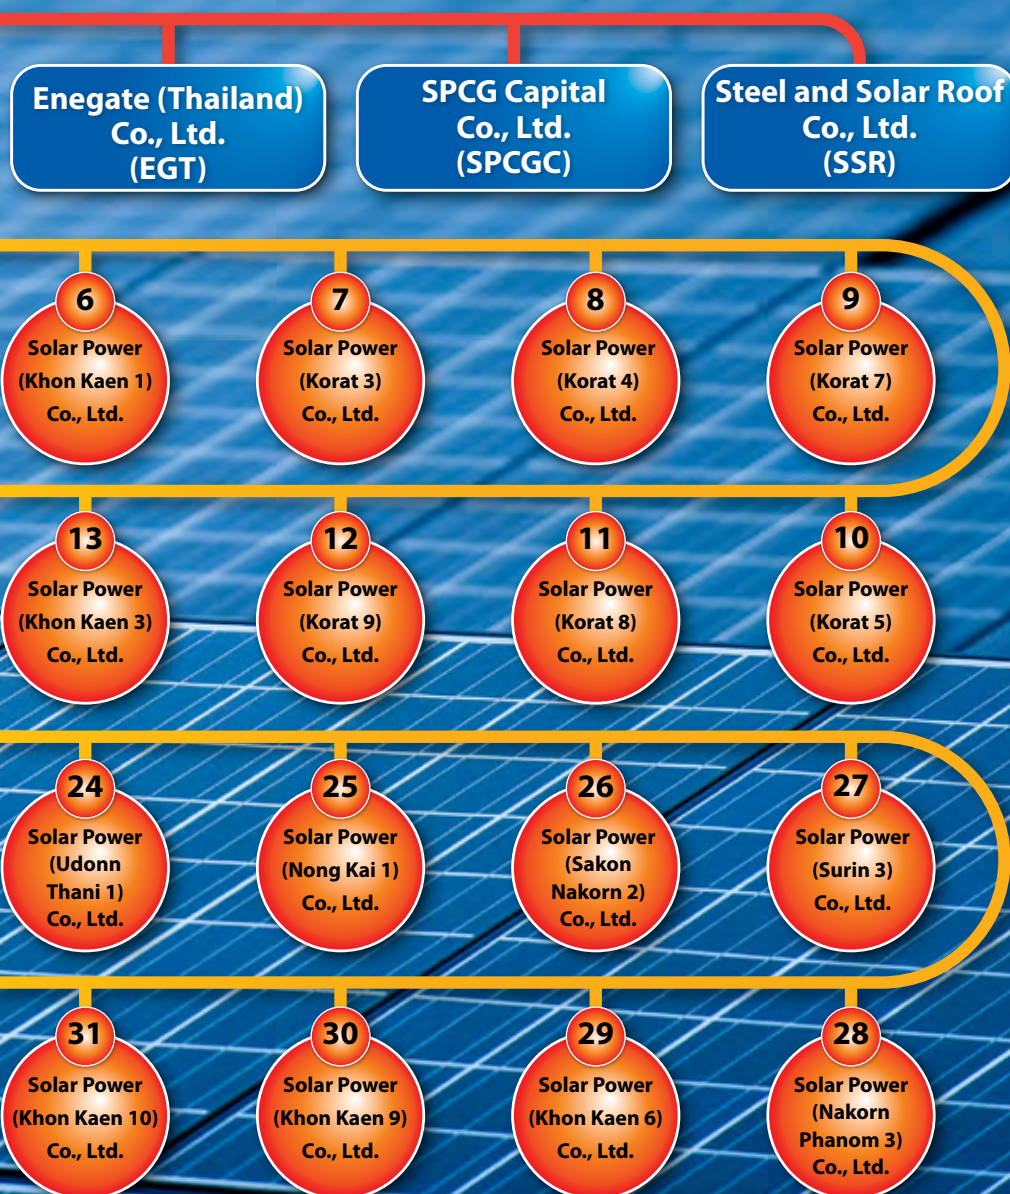 Enegate (Thailand)
Co., Ltd.
(EGT)
SPCG Capital
Co., Ltd.
(SPCGC)
Steel and Solar Roof
Co., Ltd.
(SSR)
6
Solar Power
(Khon Kaen 1)
Co., Ltd.
7
Solar Power
(Korat 3)
Co., Ltd.
8
Solar Power
(Korat 4)
Co., Ltd.
9
Solar Power
(Korat 7)
Co., Ltd.
13
Solar Power
(Khon Kaen 3)
Co., Ltd.
12
Solar Power
(Korat 9)
Co., Ltd.
11
Solar Power
(Korat 8)
Co., Ltd.
10
Solar Power
(Korat 5)
Co., Ltd.
24
Solar Power
(Udonn
Thani 1)
Co., Ltd.
25
Solar Power
(Nong Kai 1)
Co., Ltd.
26
Solar Power
(Sakon
Nakorn 2)
Co., Ltd.
27
Solar Power
(Surin 3)
Co., Ltd.
31
Solar Power
(Khon Kaen 10)
Co., Ltd.
30
Solar Power
(Khon Kaen 9)
Co., Ltd.
29
Solar Power
(Khon Kaen 6)
Co., Ltd.
28
Solar Power
(Nakorn
Phanom 3)
Co., Ltd.